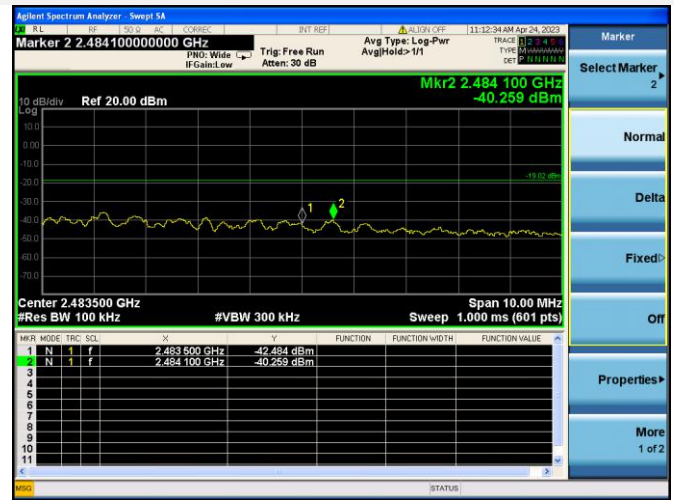 Agilent Spectrum Analyzer - Swept SA
RL RF 50 Ω AC CORREC INT REF ALIGN OFF 11:12:34 AM Apr 24, 2023
Marker 2 2.484100000000 GHz
PNO: Wide
IFGain:Low
Trig: Free Run
Atten: 30 dB
Avg Type: Log-Pwr
Avg|Hold>1/1
TRACE 1 2 3 4 5 6
TYPE M
DET P N N N N N
Mkr2 2.484 100 GHz
-40.259 dBm
10 dB/div Ref 20.00 dBm
Log
10.0
0.00
-10.0
-19.02 dBm
-20.0
-30.0
1 2
-40.0
-50.0
-60.0
-70.0
Center 2.483500 GHz Span 10.00 MHz
#Res BW 100 kHz #VBW 300 kHz Sweep 1.000 ms (601 pts)
MKR MODE TRC SCL X Y FUNCTION FUNCTION WIDTH FUNCTION VALUE
1 N 1 f 2.483 500 GHz -42.484 dBm
2 N 1 f 2.484 100 GHz -40.259 dBm
3
4
5
6
7
8
9
10
11
MSG STATUS
Marker
Select Marker
2
Normal
Delta
Fixed
Off
Properties
More
1 of 2